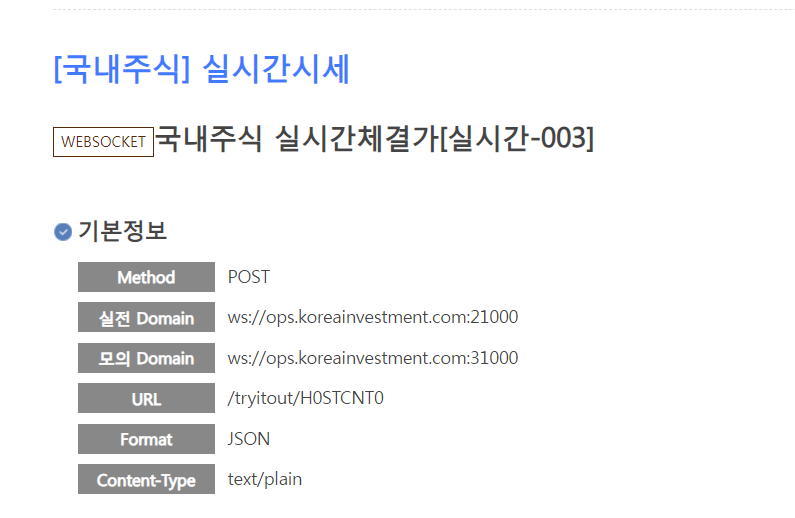 [국내주식] 실시간시세
WEBSOCKET 국내주식 실시간체결가[실시간-003]
기본정보
Method POST
실전 Domain ws://ops.koreainvestment.com:21000
모의 Domain ws://ops.koreainvestment.com:31000
URL /tryitout/H0STCNT0
Format JSON
Content-Type text/plain